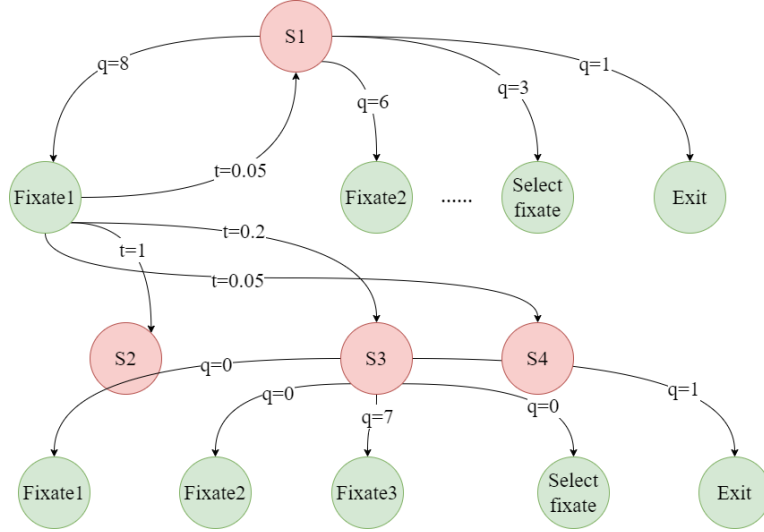 S1
q=8
q=1
q=3
q=6
t=0.05
Fixate1
Fixate2
......
Select
fixate
Exit
t=0.2
t=1
t=0.05
S2
S3
S4
q=0
q=0
q=7
q=0
q=1
Fixate1
Fixate2
Fixate3
Select
fixate
Exit